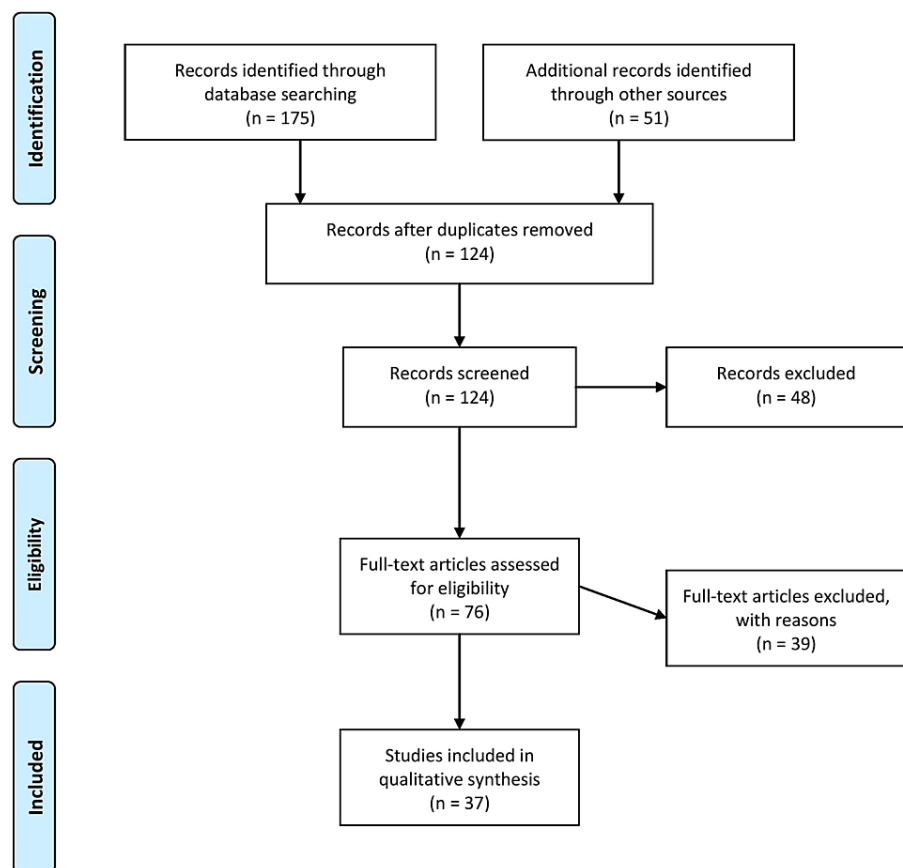 Identification
Records identified through
database searching
(n = 175)
Additional records identified
through other sources
(n = 51)
Records after duplicates removed
(n = 124)
Screening
Records screened
(n = 124)
Records excluded
(n = 48)
Eligibility
Full-text articles assessed
for eligibility
(n = 76)
Full-text articles excluded,
with reasons
(n = 39)
Included
Studies included in
qualitative synthesis
(n = 37)